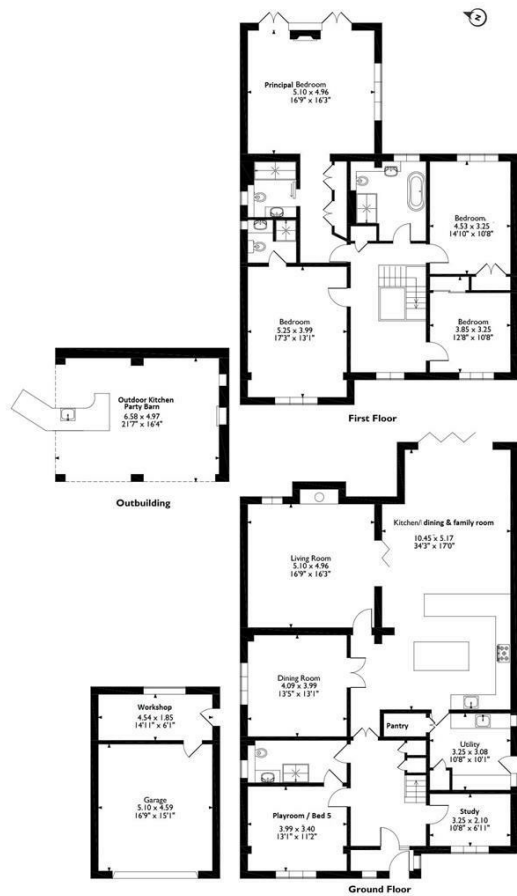 N
Principal Bedroom
5.10 x 4.96
16'9" x 16'3"
Bedroom
4.53 x 3.25
14'10" x 10'8"
Bedroom
5.25 x 3.99
17'3" x 13'1"
Bedroom
3.85 x 3.25
12'8" x 10'8"
First Floor
Outdoor Kitchen
Party Barn
6.58 x 4.97
21'7" x 16'4"
Outbuilding
Kitchen/ dining & family room
10.45 x 5.17
34'3" x 17'0"
Living Room
5.10 x 4.96
16'9" x 16'3"
Dining Room
4.09 x 3.99
13'5" x 13'1"
Pantry
Utility
3.25 x 3.08
10'8" x 10'1"
Workshop
4.54 x 1.85
14'11" x 6'1"
Garage
5.10 x 4.59
16'9" x 15'1"
Playroom / Bed 5
3.99 x 3.40
13'1" x 11'2"
Study
3.25 x 2.10
10'8" x 6'11"
Ground Floor